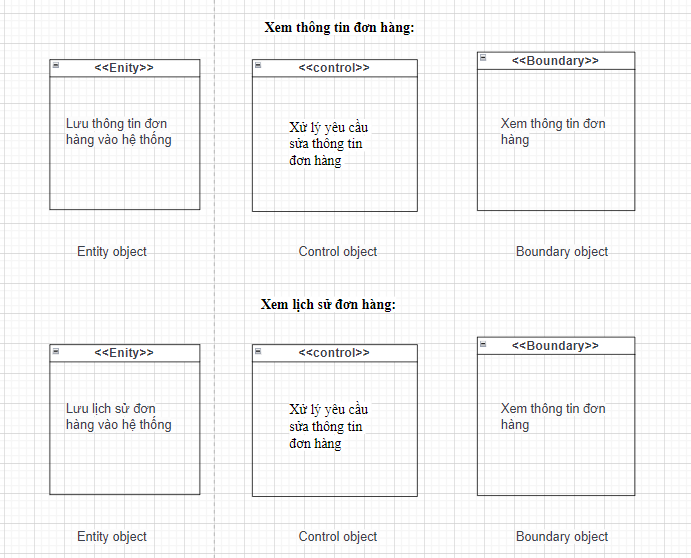 Xem thông tin đơn hàng:
<<Enity>>
<<control>>
<<Boundary>>
Lưu thông tin đơn
hàng vào hệ thống
Xử lý yêu cầu
sửa thông tin
đơn hàng
Xem thông tin đơn
hàng
Entity object
Control object
Boundary object
Xem lịch sử đơn hàng:
<<Enity>>
<<control>>
<<Boundary>>
Lưu lịch sử đơn
hàng vào hệ thống
Xử lý yêu cầu
sửa thông tin
đơn hàng
Xem thông tin đơn
hàng
Entity object
Control object
Boundary object